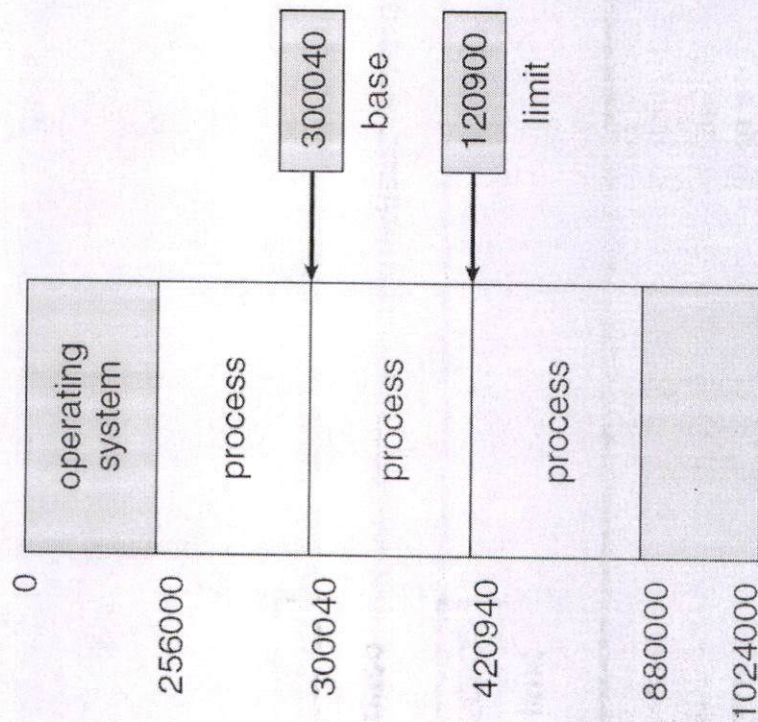 0
operating
system
256000
process
300040
300040
base
process
420940
120900
limit
process
880000
1024000